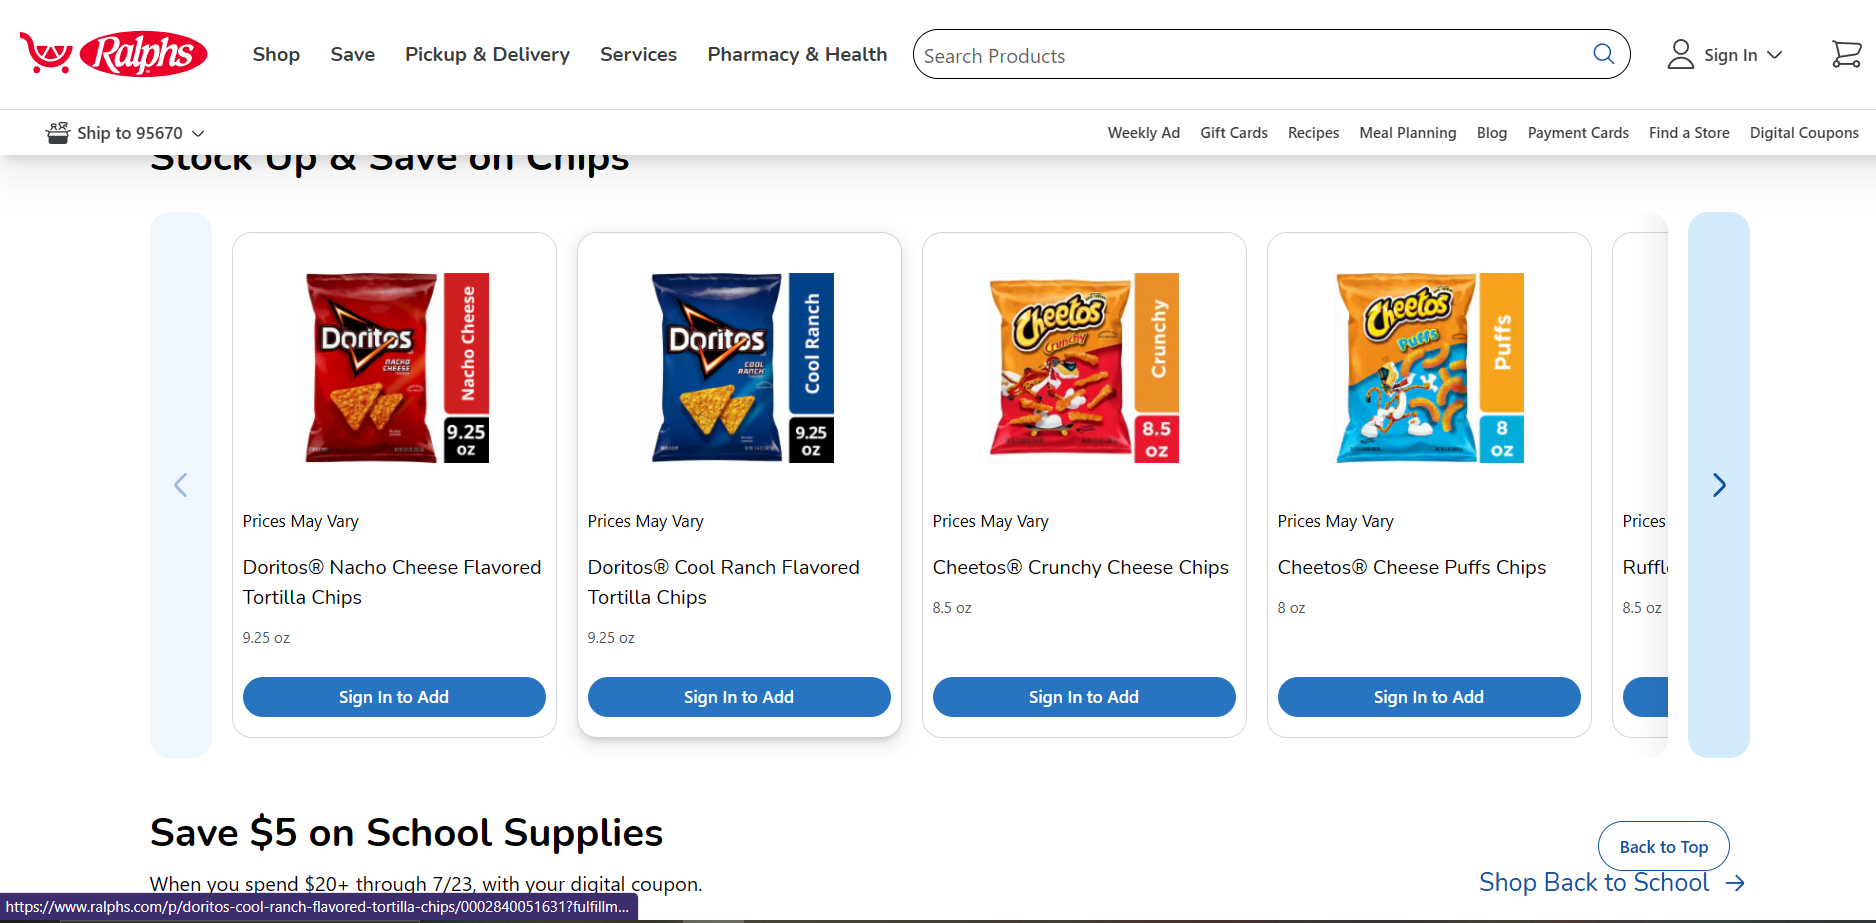 Ralphs
Shop
Save
Pickup & Delivery
Services
Pharmacy & Health
Search Products
Sign In
Ship to 95670
Weekly Ad
Gift Cards
Recipes
Meal Planning
Blog
Payment Cards
Find a Store
Digital Coupons
Stock Up & Save on Chips
Doritos
NACHO
CHEESE
Nacho Cheese
9.25
oz
Prices May Vary
Doritos® Nacho Cheese Flavored
Tortilla Chips
9.25 oz
Sign In to Add
Doritos
COOL
RANCH
Cool Ranch
9.25
oz
Prices May Vary
Doritos® Cool Ranch Flavored
Tortilla Chips
9.25 oz
Sign In to Add
Cheetos
Crunchy
Crunchy
8.5
oz
Prices May Vary
Cheetos® Crunchy Cheese Chips
8.5 oz
Sign In to Add
Cheetos
Puffs
Puffs
8
oz
Prices May Vary
Cheetos® Cheese Puffs Chips
8 oz
Sign In to Add
Prices
Ruffl
8.5 oz
Save $5 on School Supplies
When you spend $20+ through 7/23, with your digital coupon.
Back to Top
Shop Back to School
https://www.ralphs.com/p/doritos-cool-ranch-flavored-tortilla-chips/0002840051631?fulfillm...